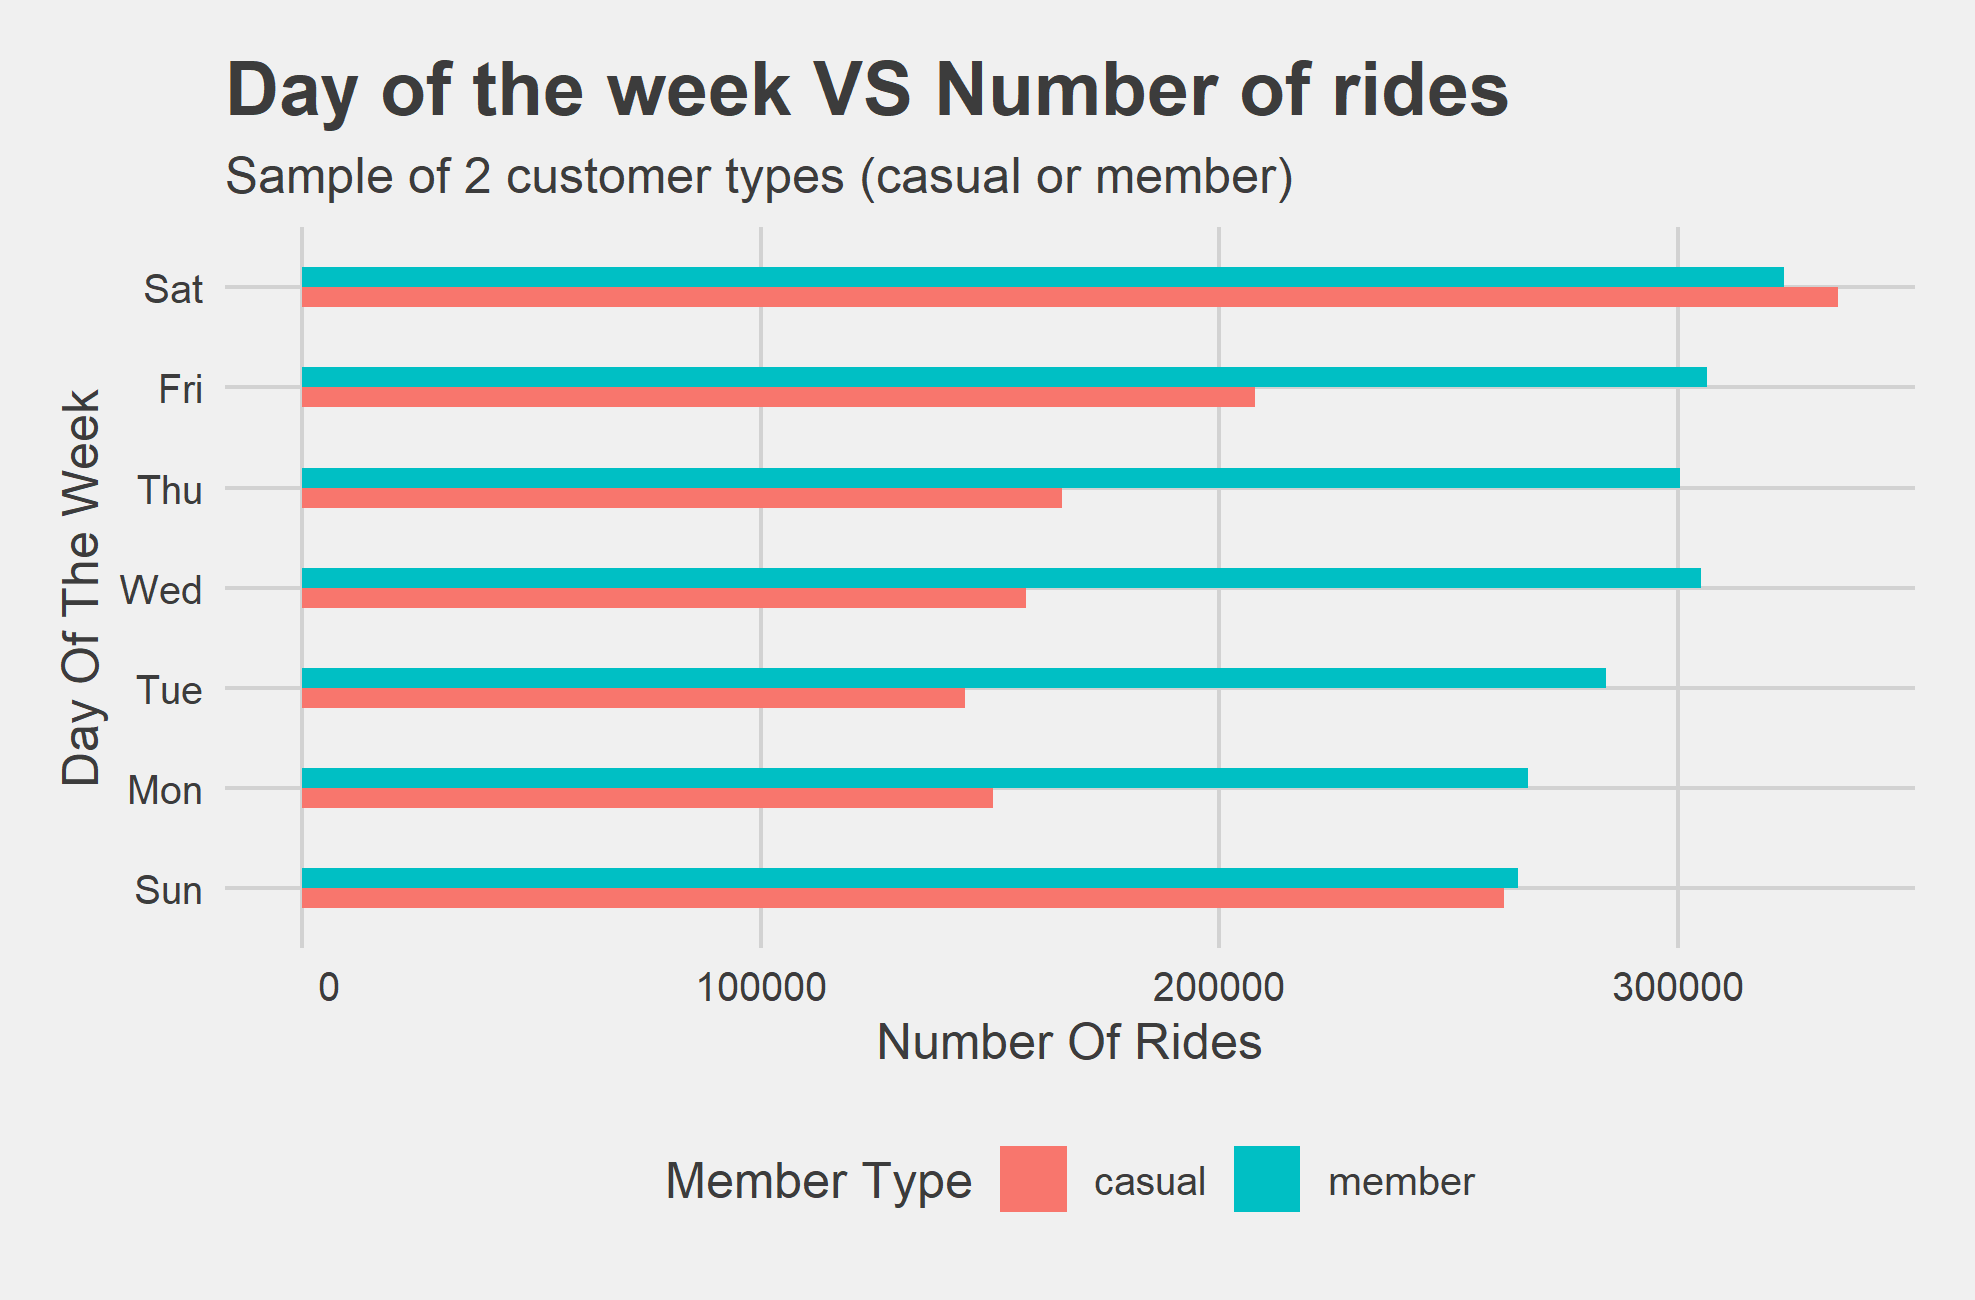 Day of the week VS Number of rides
Sample of 2 customer types (casual or member)
Day Of The Week
Sat
Fri
Thu
Wed
Tue
Mon
Sun
0 100000 200000 300000
Number Of Rides
Member Type casual member